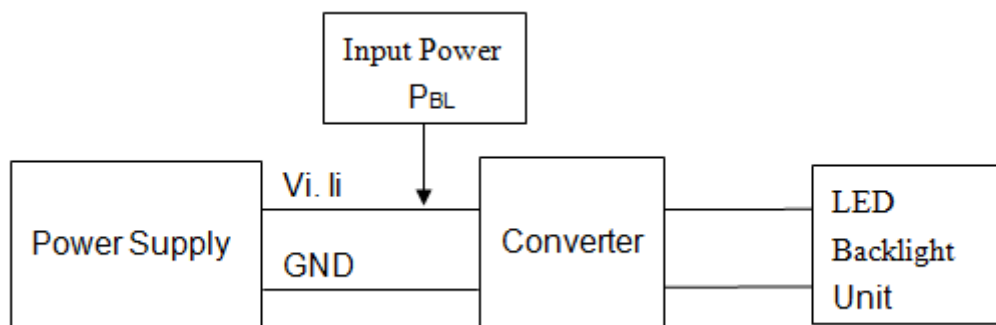 Input Power
PBL
Vi. Ii
Power Supply
GND
Converter
LED
Backlight
Unit